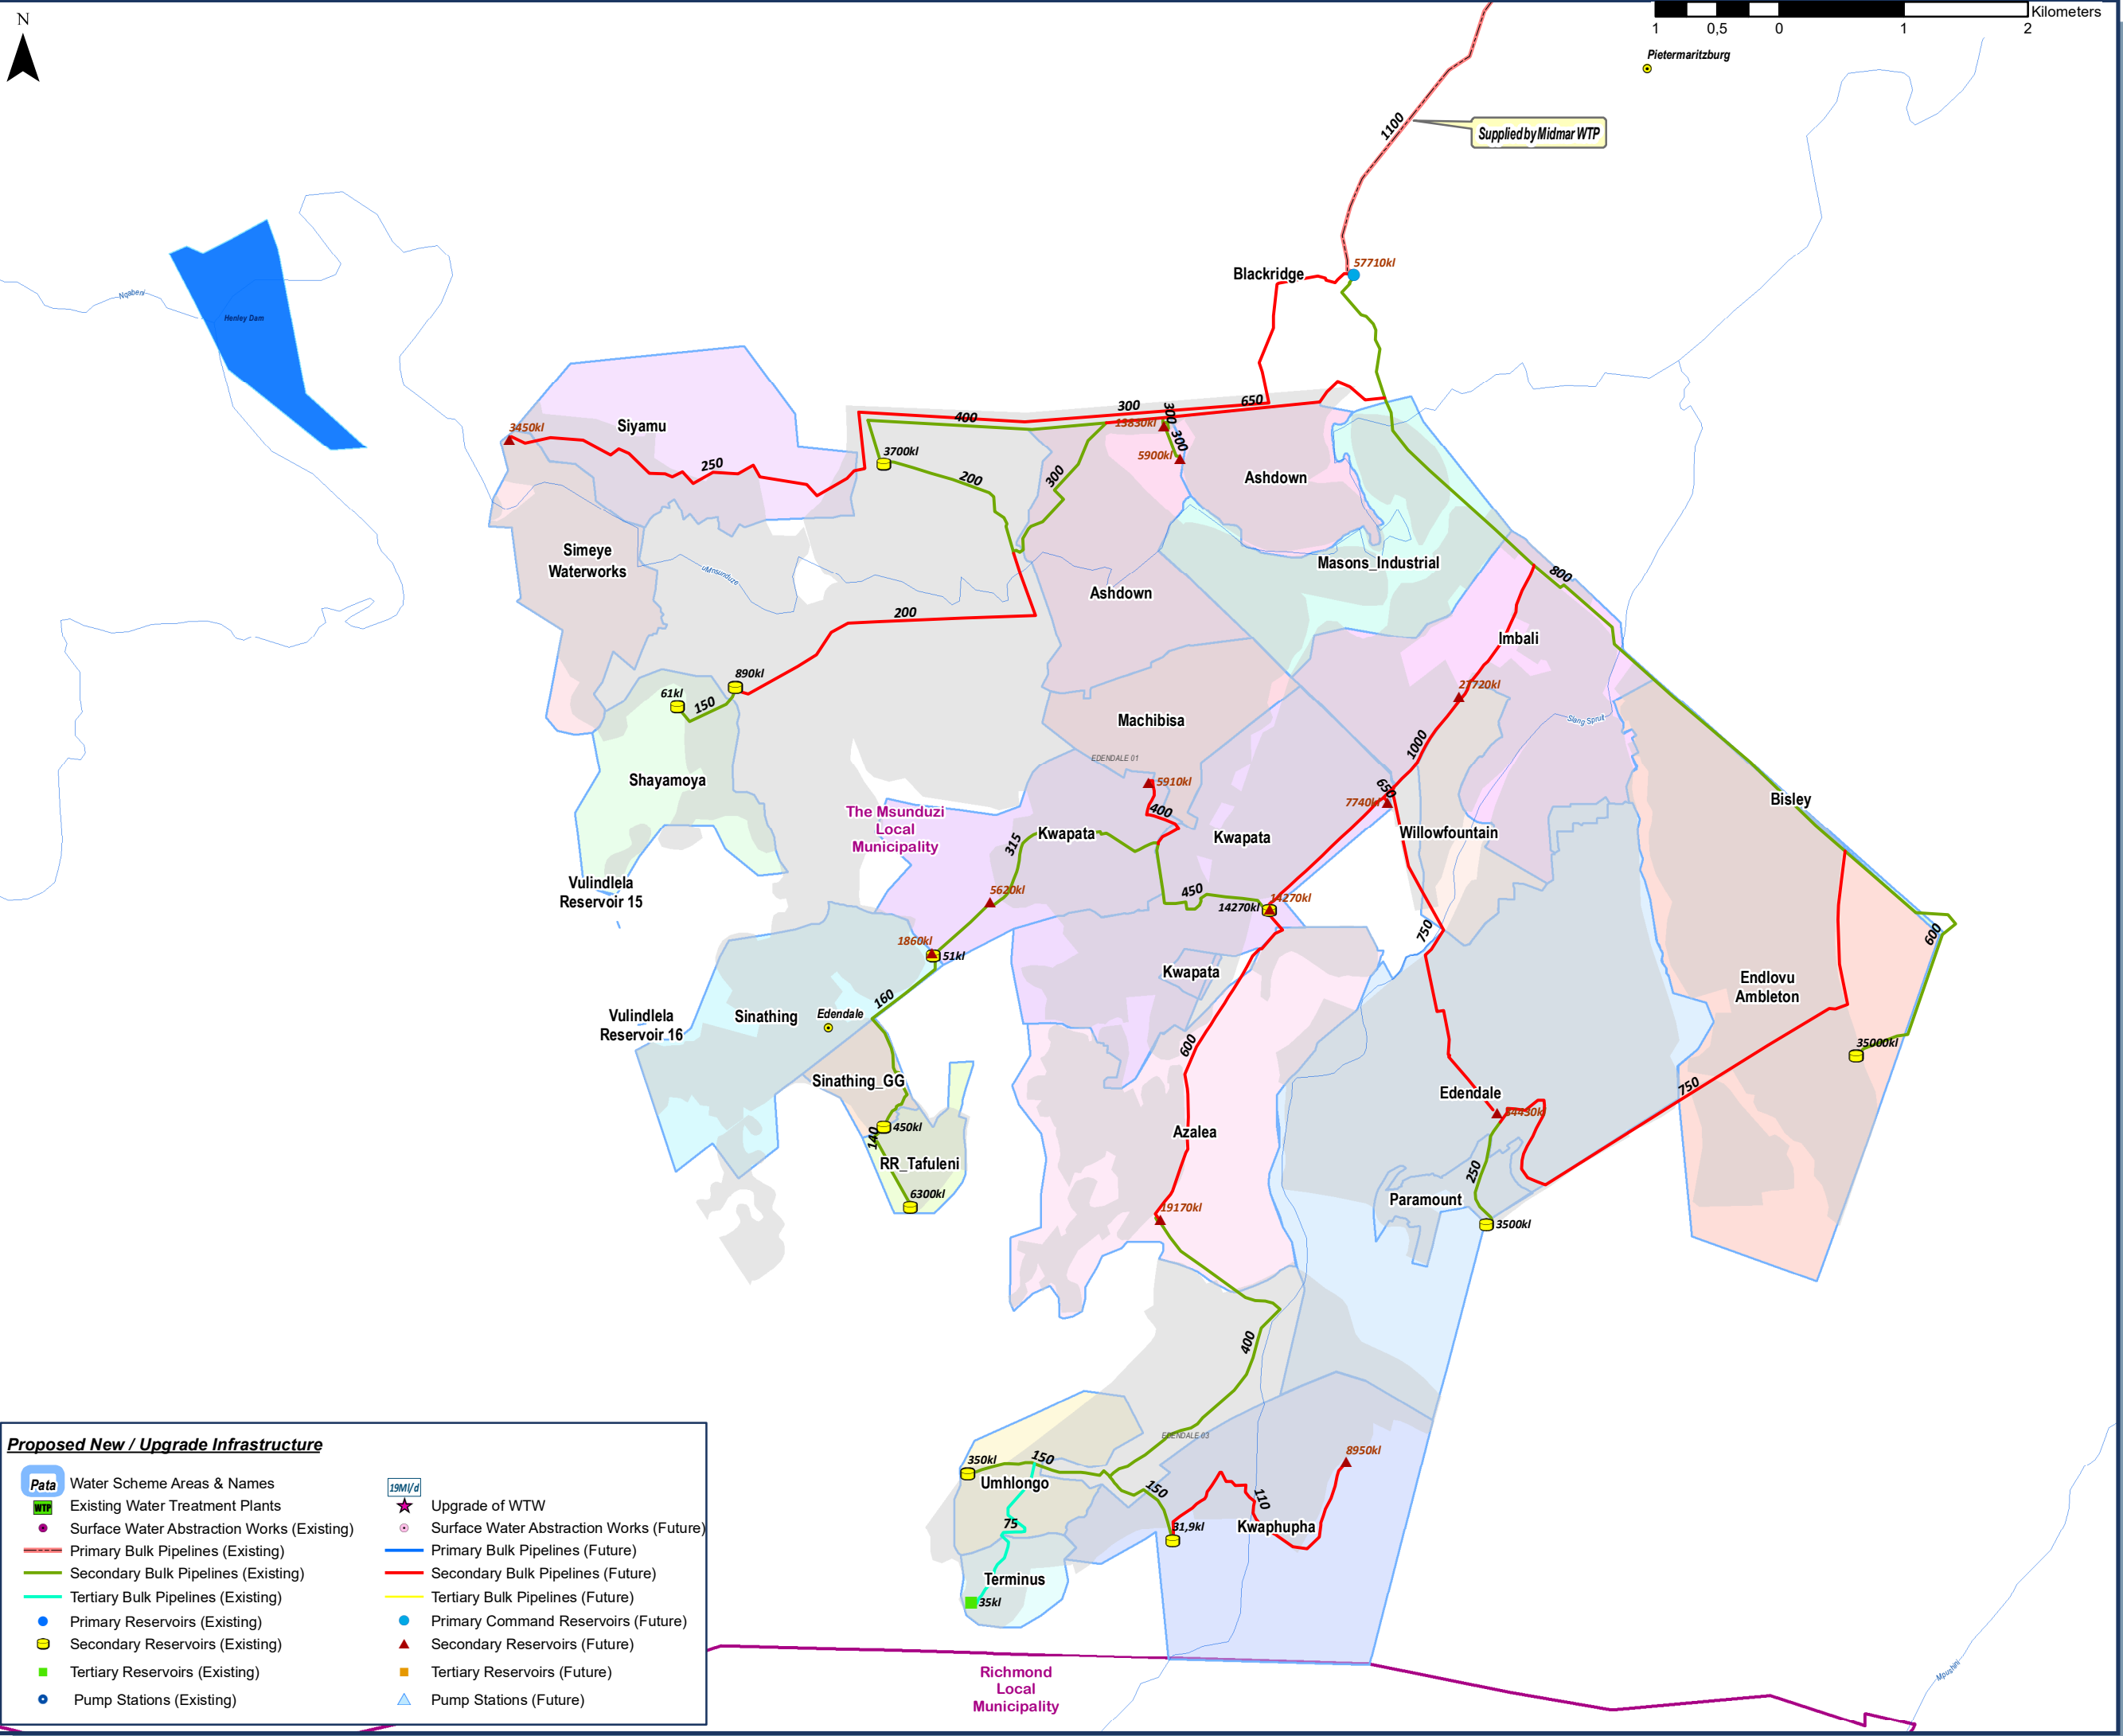 N
Kilometers
1 0,5 0 1 2
Pietermaritzburg
1100
Supplied by Midmar WTP
57710kl
Blackridge
Nqabeni
Henley Dam
3450kl
Siyamu
250
400
300
650
300
13830kl
300
5900kl
3700kl
200
300
Ashdown
Simeye
Waterworks
uMnsunduze
Masons_Industrial
800
Ashdown
200
Imbali
890kl
61kl
150
27720kl
Slang Spruit
Machibisa
1000
EDENDALE 01
Shayamoya
5910kl
650
7740kl
Bisley
The Msunduzi
Local
Municipality
400
315
Kwapata
Kwapata
Willowfountain
Vulindlela
Reservoir 15
5620kl
450
14270kl
14270kl
750
600
1860kl
51kl
Kwapata
Endlovu
Ambleton
160
Vulindlela
Reservoir 16
Sinathing
Edendale
600
35000kl
Sinathing_GG
Edendale
750
450kl
140
Azalea
RR_Tafuleni
250
Paramount
6300kl
19170kl
3500kl
400
EDENDALE 03
8950kl
350kl
150
Umhlongo
150
110
75
31,9kl
Kwaphupha
Terminus
35kl
Richmond
Local
Municipality
Mpushini
Proposed New / Upgrade Infrastructure
Pata Water Scheme Areas & Names
19Ml/d
WTP Existing Water Treatment Plants
Upgrade of WTW
Surface Water Abstraction Works (Existing)
Surface Water Abstraction Works (Future)
Primary Bulk Pipelines (Existing)
Primary Bulk Pipelines (Future)
Secondary Bulk Pipelines (Existing)
Secondary Bulk Pipelines (Future)
Tertiary Bulk Pipelines (Existing)
Tertiary Bulk Pipelines (Future)
Primary Reservoirs (Existing)
Primary Command Reservoirs (Future)
Secondary Reservoirs (Existing)
Secondary Reservoirs (Future)
Tertiary Reservoirs (Existing)
Tertiary Reservoirs (Future)
Pump Stations (Existing)
Pump Stations (Future)